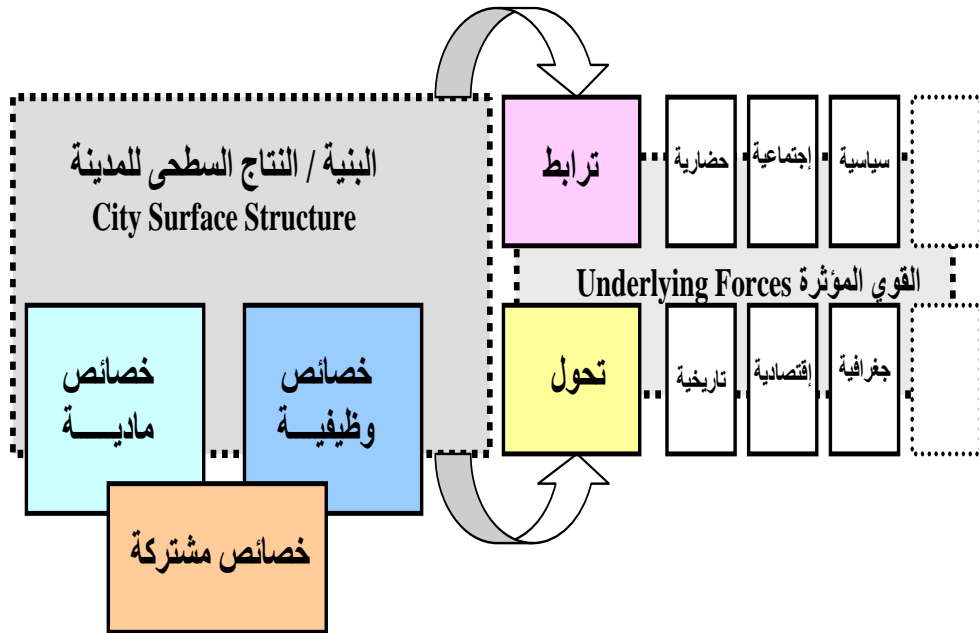 البنية / النتاج السطحى للمدينة
City Surface Structure
خصائص
وظيفيـــة
خصائص
ماديـــــة
خصائص مشتركة
ترابط
حضارية
إجتماعية
سياسية
القوي المؤثرة Underlying Forces
تحول
تاريخية
إقتصادية
جغرافية